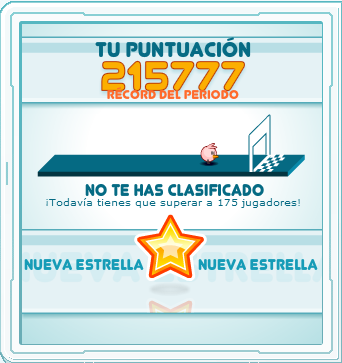 TU PUNTUACIÓN
215777
RECORD DEL PERIODO
NO TE HAS CLASIFICADO
¡Todavía tienes que superar a 175 jugadores!
NUEVA ESTRELLA NUEVA ESTRELLA